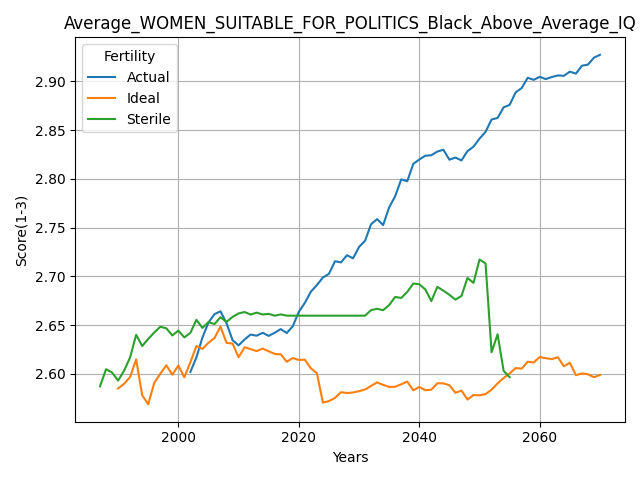 Average_WOMEN_SUITABLE_FOR_POLITICS_Black_Above_Average_IQ
Fertility
Actual
Ideal
Sterile
Score(1-3)
2.90
2.85
2.80
2.75
2.70
2.65
2.60
2000
2020
2040
2060
Years